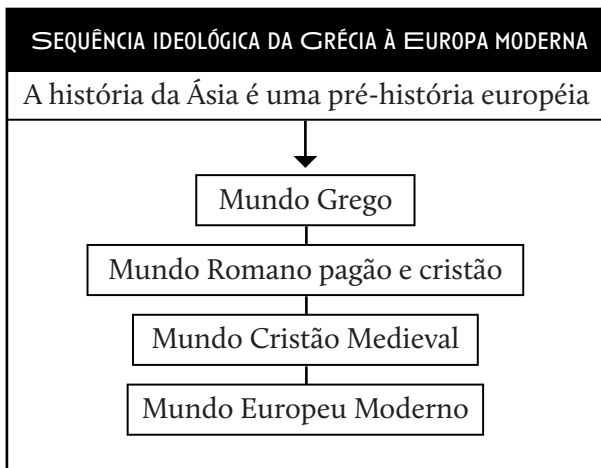 SEQUÊNCIA IDEOLÓGICA DA GRÉCIA À EUROPA MODERNA
A história da Ásia é uma pré-história européia
Mundo Grego
Mundo Romano pagão e cristão
Mundo Cristão Medieval
Mundo Europeu Moderno